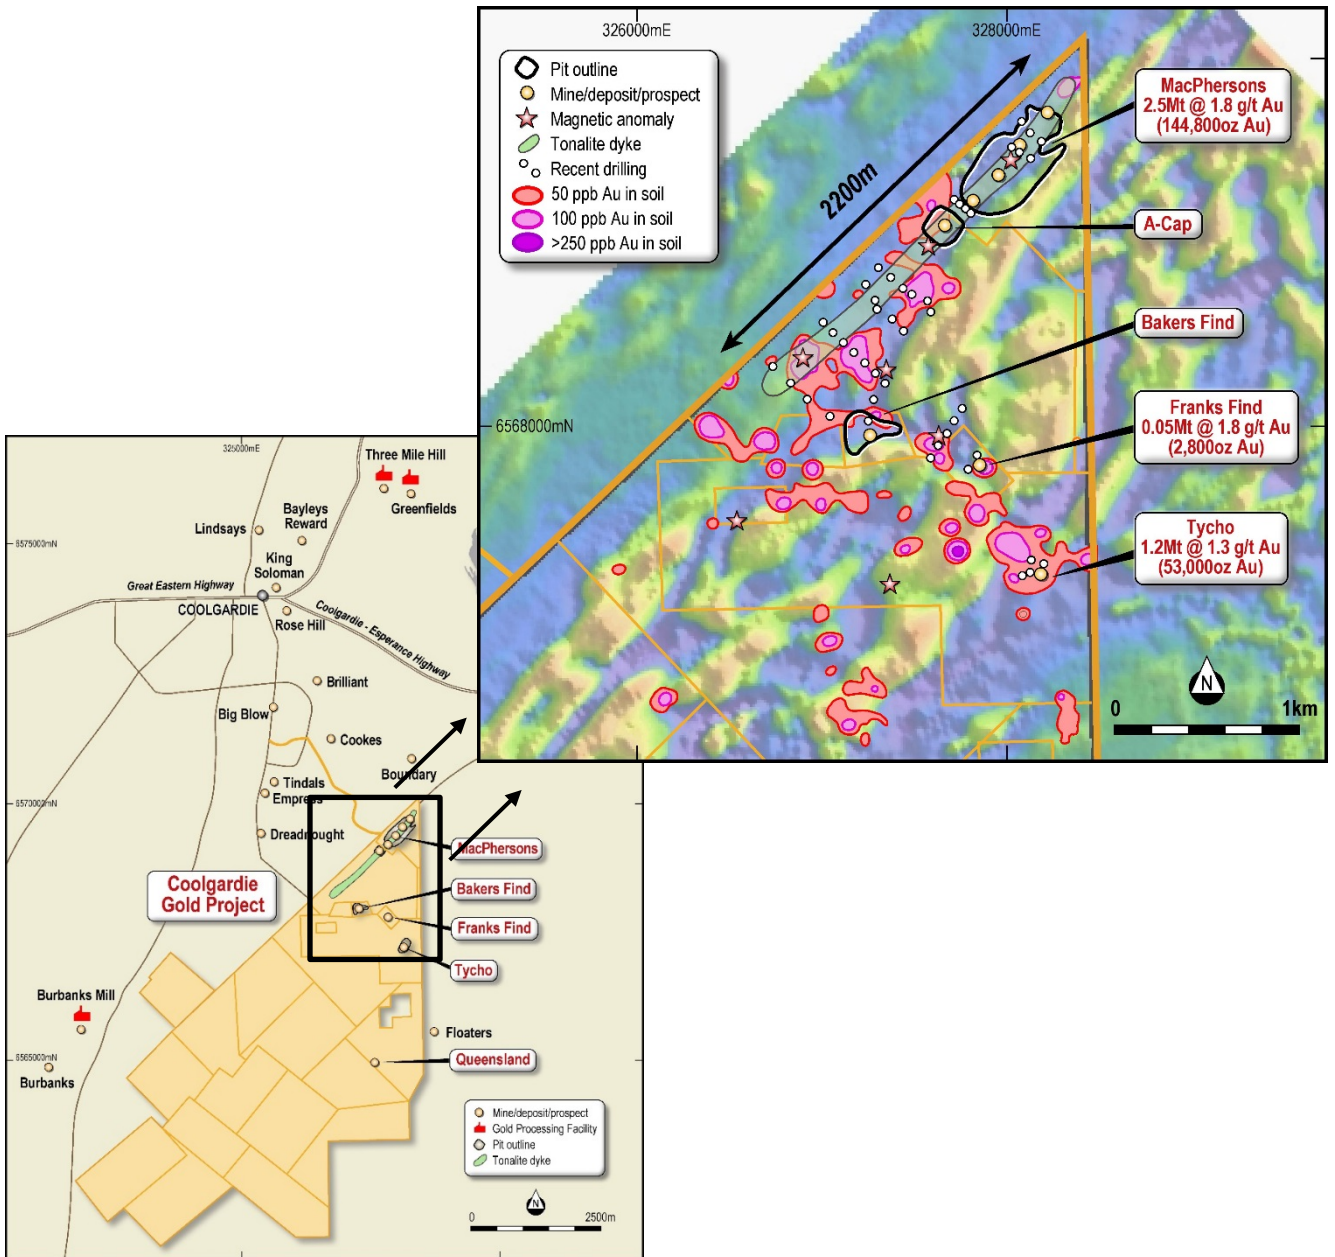 326000mE
328000mE
Pit outline
Mine/deposit/prospect
Magnetic anomaly
Tonalite dyke
Recent drilling
50 ppb Au in soil
100 ppb Au in soil
>250 ppb Au in soil
2200m
MacPhersons
2.5Mt @ 1.8 g/t Au
(144,800oz Au)
A-Cap
Bakers Find
6568000mN
Franks Find
0.05Mt @ 1.8 g/t Au
(2,800oz Au)
Tycho
1.2Mt @ 1.3 g/t Au
(53,000oz Au)
N
0 1km
325000mE
Three Mile Hill
Greenfields
Bayleys
Reward
Lindsays
6575000mN
King
Soloman
Great Eastern Highway
COOLGARDIE
Rose Hill
Coolgardie - Esperance Highway
Brilliant
Big Blow
Cookes
Boundary
Tindals
Empress
6570000mN
Dreadnought
MacPhersons
Coolgardie
Gold Project
Bakers Find
Franks Find
Tycho
Burbanks Mill
Floaters
6565000mN
Queensland
Burbanks
Mine/deposit/prospect
Gold Processing Facility
Pit outline
Tonalite dyke
N
0 2500m